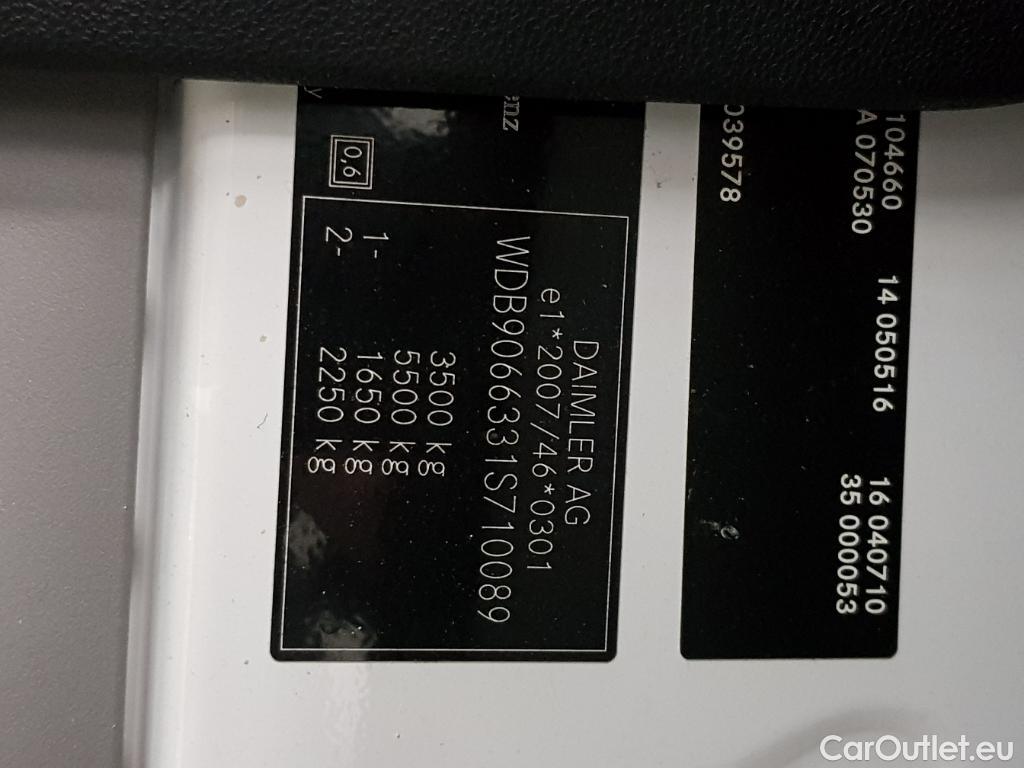 enz
y
0,6
DAIMLER AG
e1*2007/46*0301
WDB9066331S710089
3500 kg
5500 kg
1- 1650 kg
2- 2250 kg
104660 14 050516 16 040710
A 070530 35 000053
039578
CarOutlet.eu